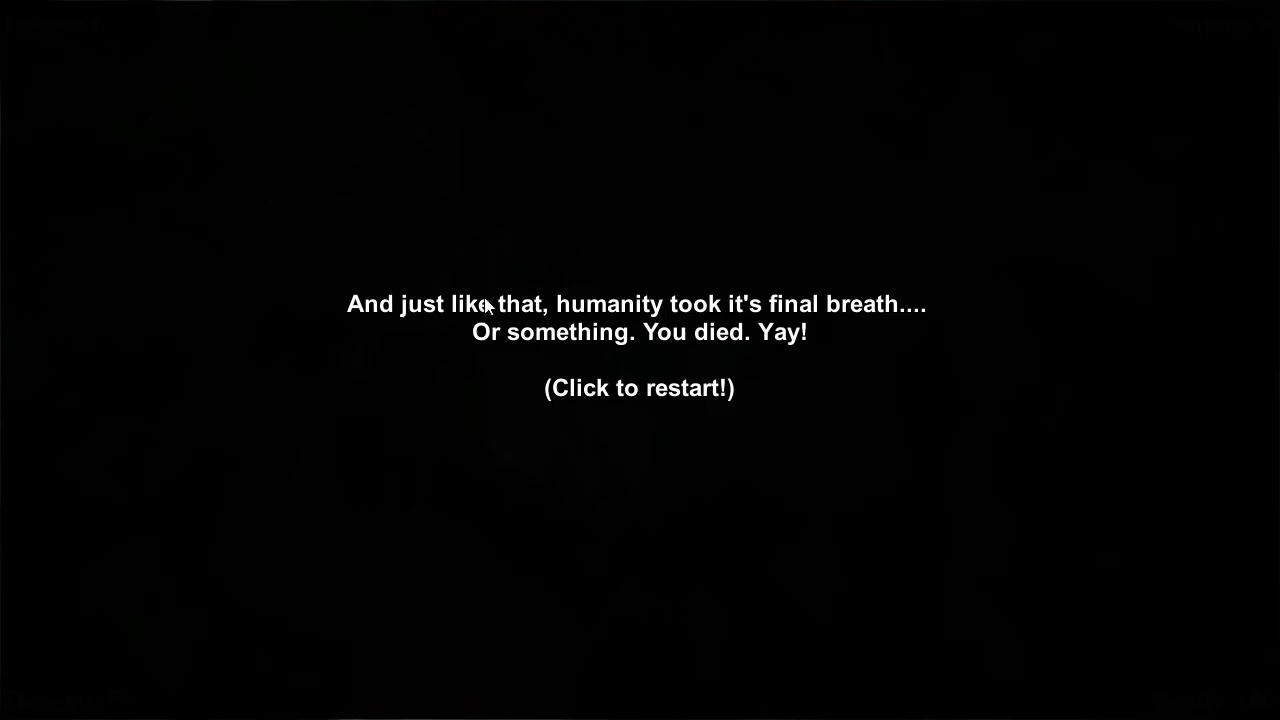 And just like that, humanity took it's final breath....
Or something. You died. Yay!
(Click to restart!)